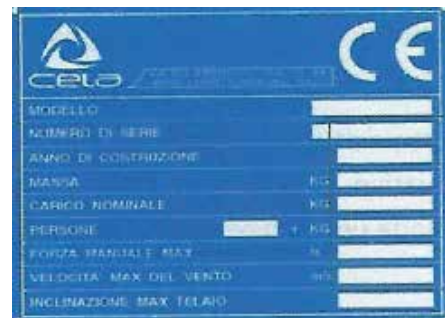 cela
CE
MODELLO
NUMERO DI SERIE
ANNO DI COSTRUZIONE
MASSA KG
CARICO NOMINALE KG
PERSONE + KG
FORZA MANUALE MAX N
VELOCITA' MAX DEL VENTO m/s
INCLINAZIONE MAX TELAIO